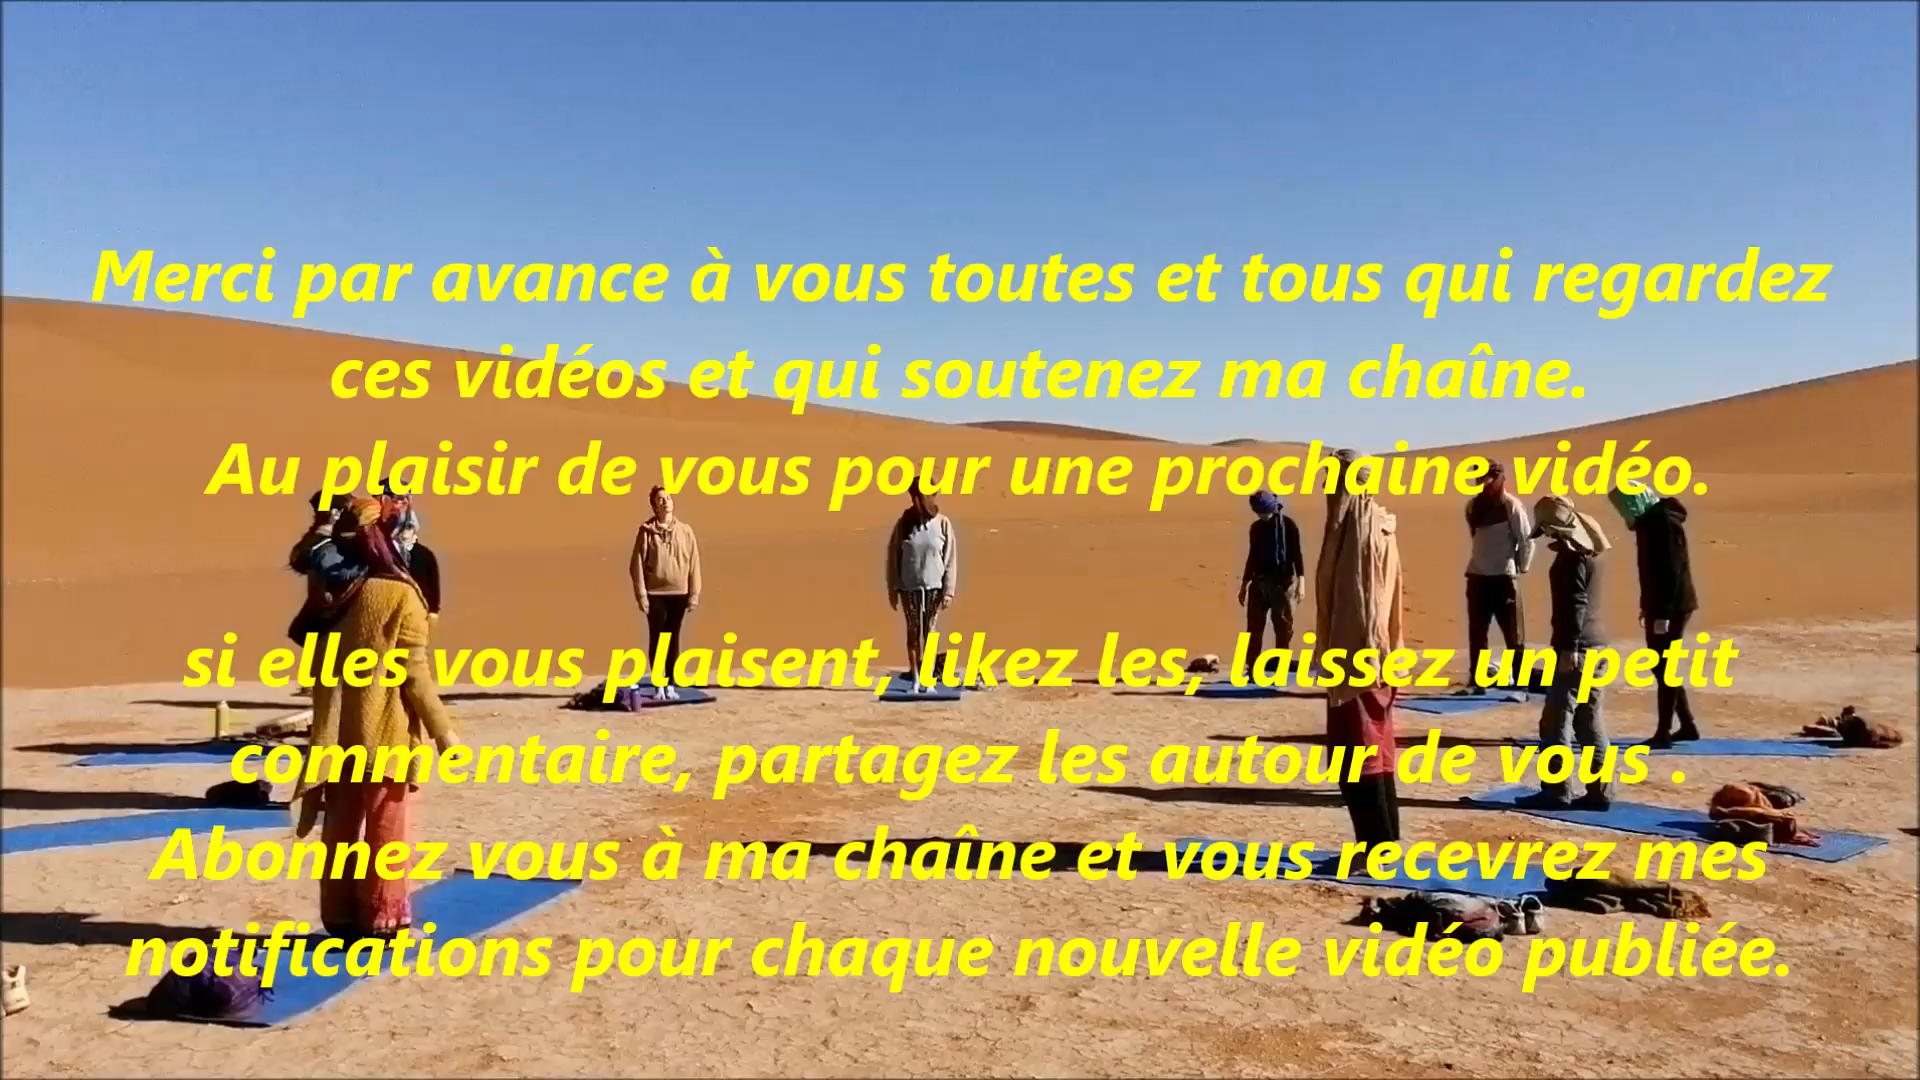 Merci par avance à vous toutes et tous qui regardez
ces vidéos et qui soutenez ma chaîne.
Au plaisir de vous pour une prochaine vidéo.
si elles vous plaisent, likez les, laissez un petit
commentaire, partagez les autour de vous .
Abonnez vous à ma chaîne et vous recevrez mes
notifications pour chaque nouvelle vidéo publiée.